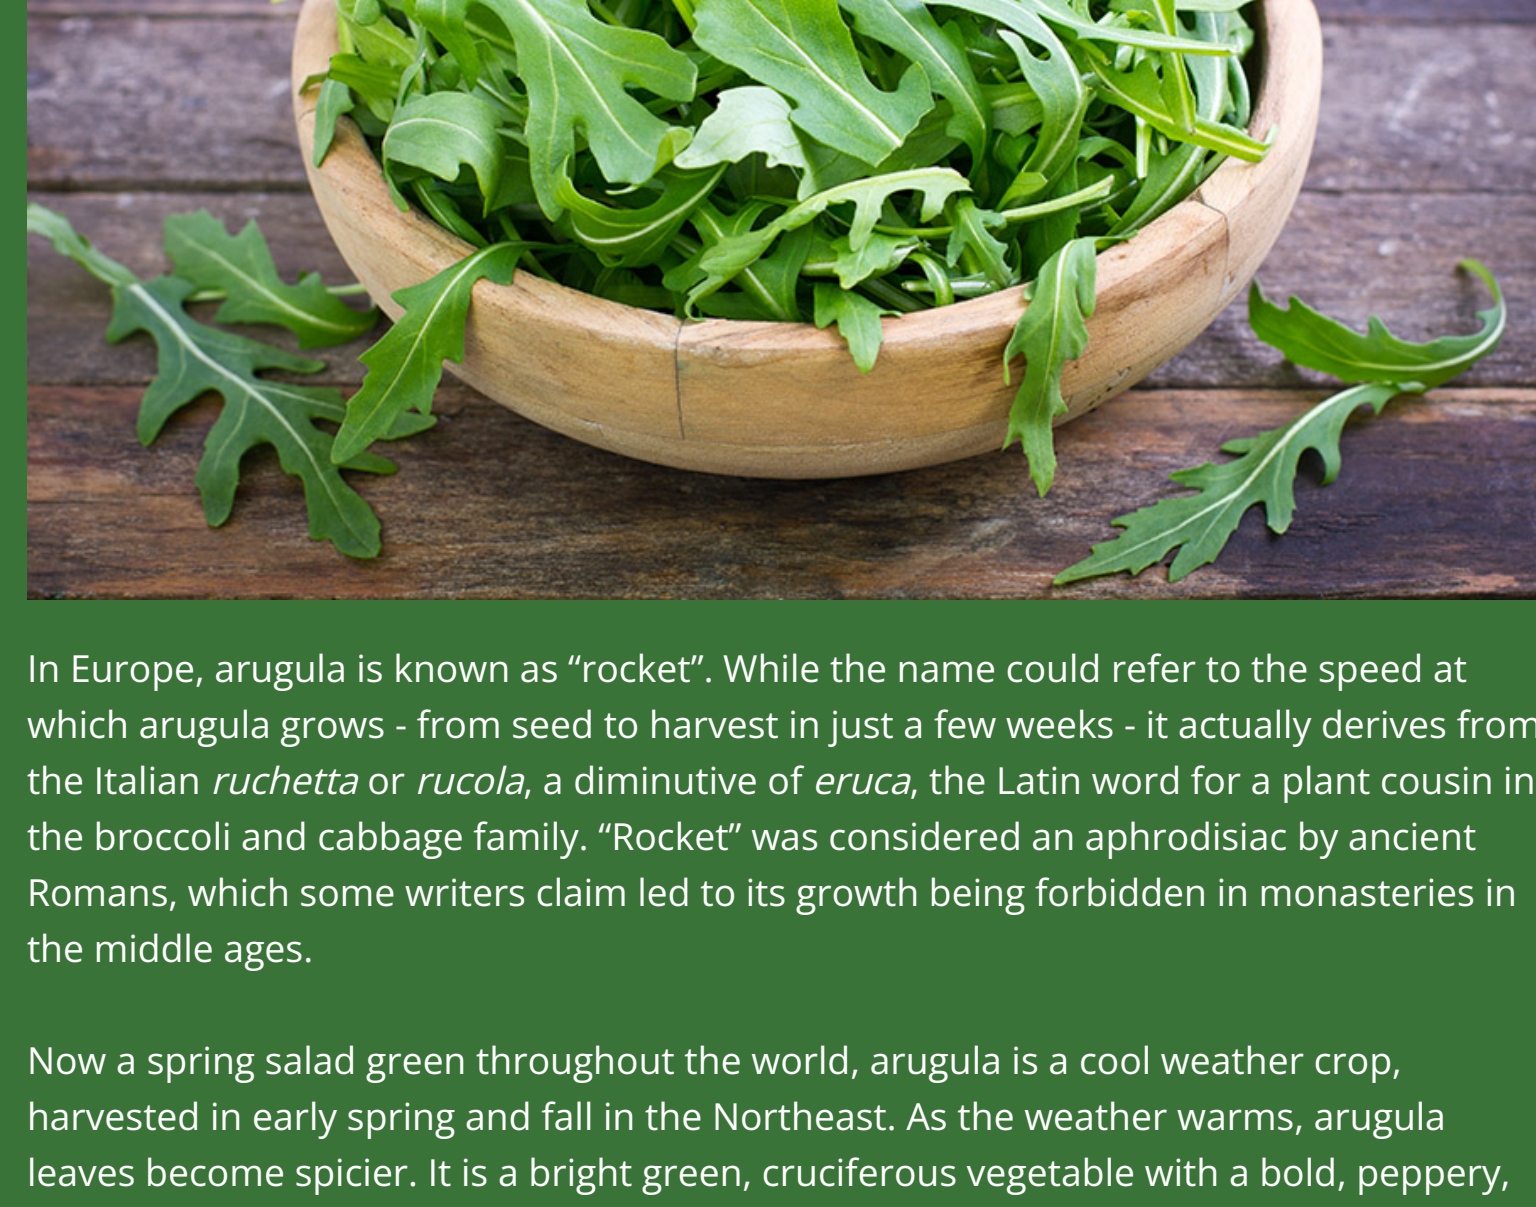 In Europe, arugula is known as “rocket”. While the name could refer to the speed at
which arugula grows - from seed to harvest in just a few weeks - it actually derives from
the Italian ruchetta or rucola, a diminutive of eruca, the Latin word for a plant cousin in
the broccoli and cabbage family. “Rocket” was considered an aphrodisiac by ancient
Romans, which some writers claim led to its growth being forbidden in monasteries in
the middle ages.
Now a spring salad green throughout the world, arugula is a cool weather crop,
harvested in early spring and fall in the Northeast. As the weather warms, arugula
leaves become spicier. It is a bright green, cruciferous vegetable with a bold, peppery,